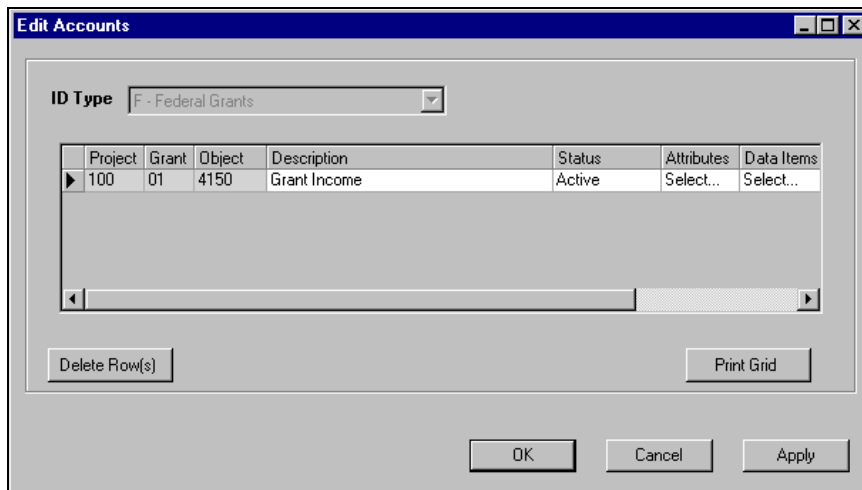 Edit Accounts
ID Type F - Federal Grants
Project Grant Object Description Status Attributes Data Items
100 01 4150 Grant Income Active Select... Select...
Delete Row(s) Print Grid
OK Cancel Apply